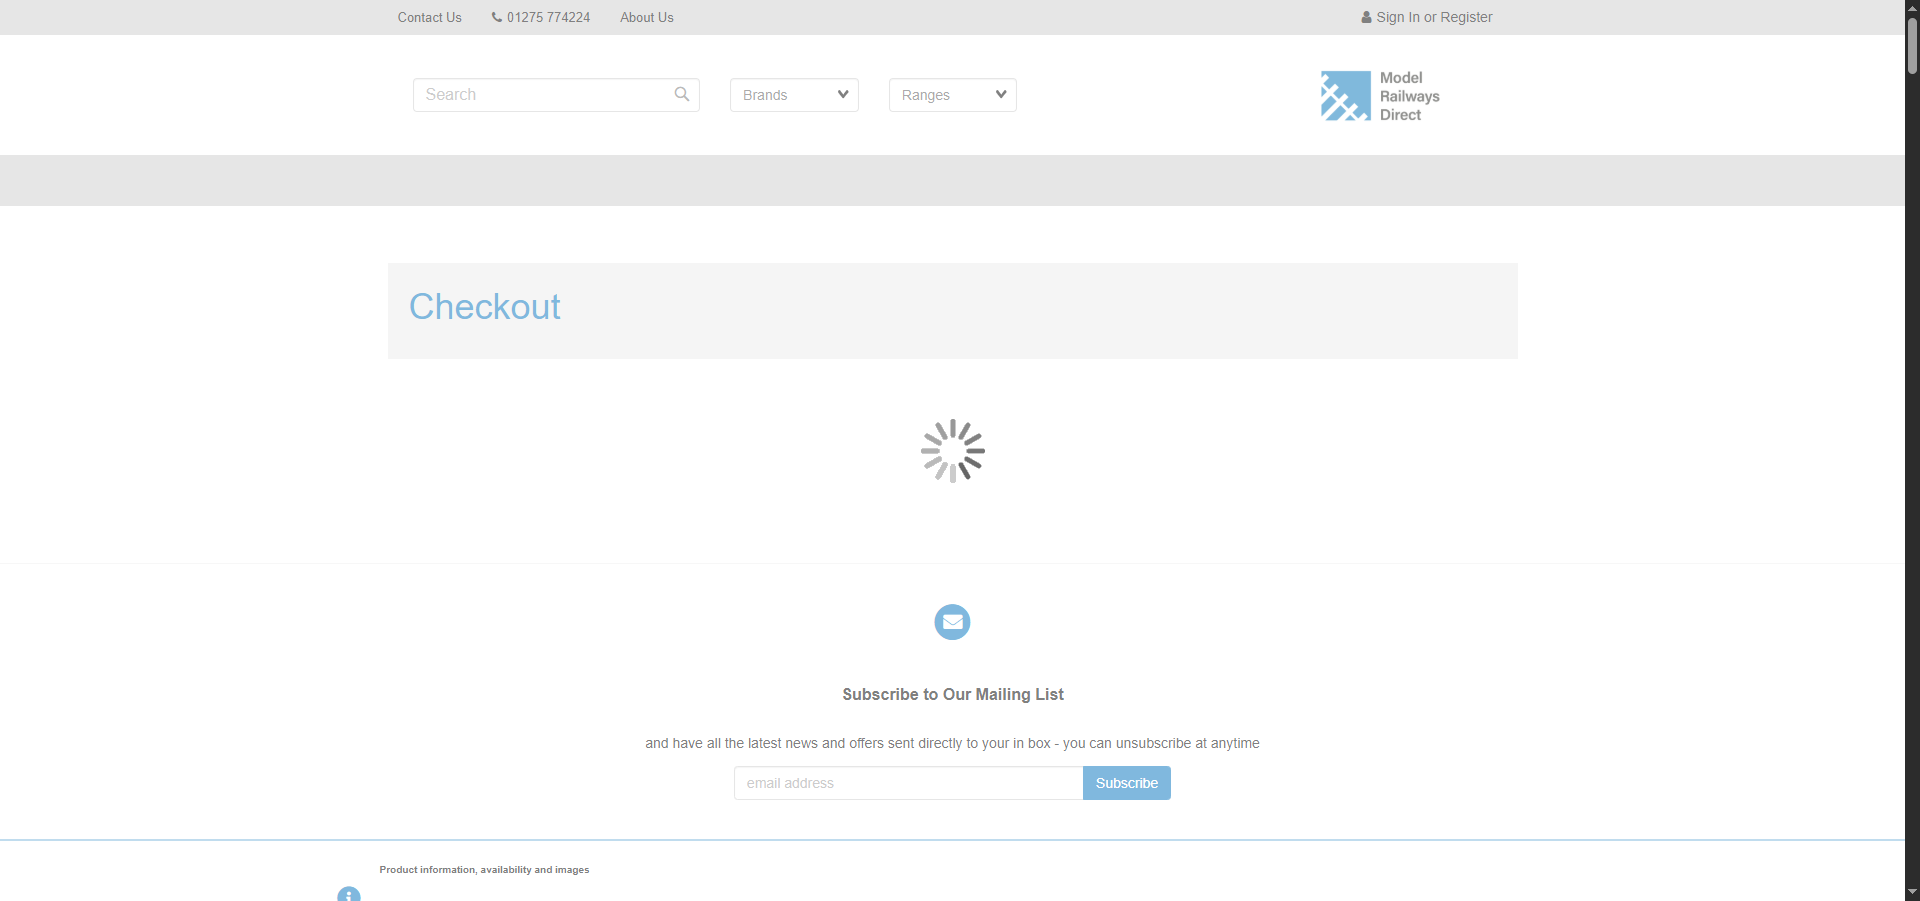 Contact Us
01275 774224
About Us
Sign In or Register
Search
Brands
Ranges
Model
Railways
Direct
Checkout
Subscribe to Our Mailing List
and have all the latest news and offers sent directly to your in box - you can unsubscribe at anytime
email address
Subscribe
Product information, availability and images